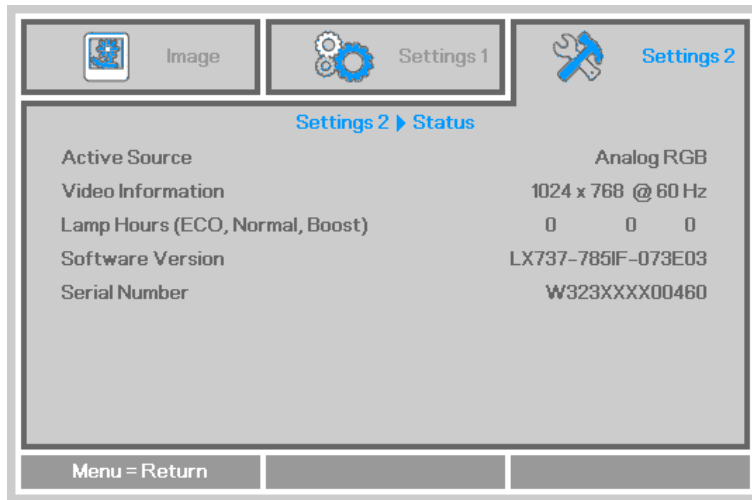 Image Settings 1 Settings 2
Settings 2 ▶ Status
Active Source Analog RGB
Video Information 1024 x 768 @ 60 Hz
Lamp Hours (ECO, Normal, Boost) 0 0 0
Software Version LX737-785IF-073E03
Serial Number W323XXXX00460
Menu = Return